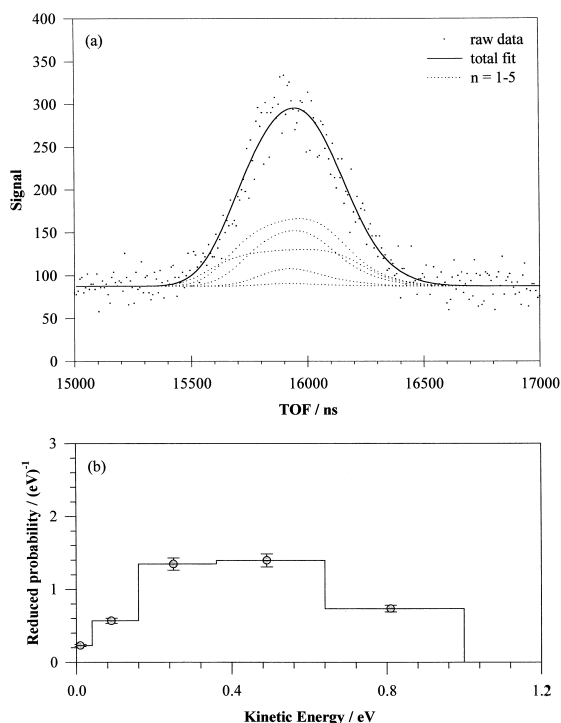 (a)
raw data
total fit
n = 1-5
400
350
300
250
200
150
100
50
0
Signal
15000 15500 16000 16500 17000
TOF / ns
(b)
3
2
1
0
Reduced probability / (eV)-1
0.0 0.4 0.8 1.2
Kinetic Energy / eV